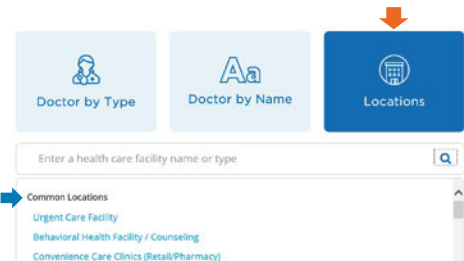 Doctor by Type
Aa
Doctor by Name
Locations
Enter a health care facility name or type
Common Locations
Urgent Care Facility
Behavioral Health Facility / Counseling
Convenience Care Clinics (Retail/Pharmacy)